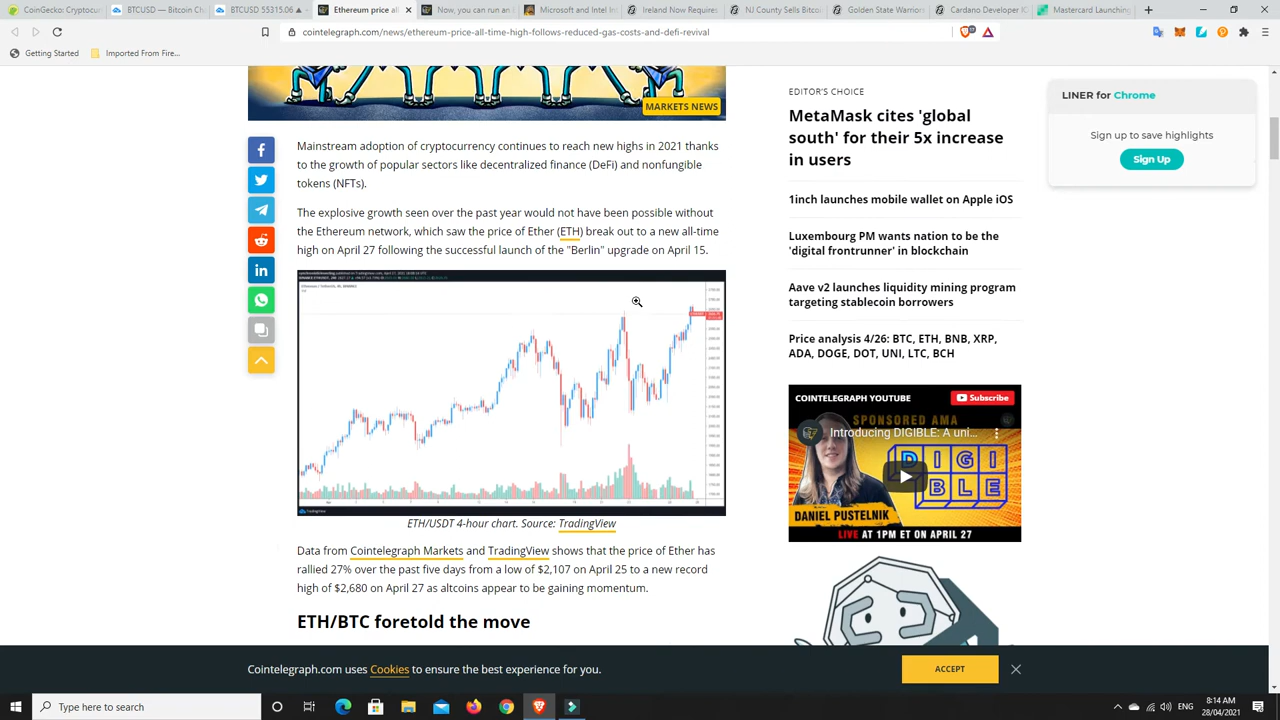 CoinGecko: Cryptocu
BTCUSD — Bitcoin Ch
BTCUSD 55315.06 ▲
Ethereum price al
Now, you can run
Microsoft and Intel In
Ireland Now Requires
NJ County Sells Bitco
Golden State Warrior
Cardano Developer IO
Mastercard Launching
cointelegraph.com/news/ethereum-price-all-time-high-follows-reduced-gas-costs-and-defi-revival
Getting Started
Imported From Fire...
MARKETS NEWS
Mainstream adoption of cryptocurrency continues to reach new highs in 2021 thanks
to the growth of popular sectors like decentralized finance (DeFi) and nonfungible
tokens (NFTs).
The explosive growth seen over the past year would not have been possible without
the Ethereum network, which saw the price of Ether (ETH) break out to a new all-time
high on April 27 following the successful launch of the "Berlin" upgrade on April 15.
TradingView
ETH/USDT 4-hour chart. Source: TradingView
Data from Cointelegraph Markets and TradingView shows that the price of Ether has
rallied 27% over the past five days from a low of $2,107 on April 25 to a new record
high of $2,680 on April 27 as altcoins appear to be gaining momentum.
ETH/BTC foretold the move
EDITOR'S CHOICE
MetaMask cites 'global
south' for their 5x increase
in users
1inch launches mobile wallet on Apple iOS
Luxembourg PM wants nation to be the
'digital frontrunner' in blockchain
Aave v2 launches liquidity mining program
targeting stablecoin borrowers
Price analysis 4/26: BTC, ETH, BNB, XRP,
ADA, DOGE, DOT, UNI, LTC, BCH
COINTELEGRAPH YOUTUBE
Subscribe
SPONSORED AMA
Introducing DIGIBLE: A uni...
DIGI
BLE
DANIEL PUSTELNIK
LIVE AT 1PM ET ON APRIL 27
LINER for Chrome
Sign up to save highlights
Sign Up
Cointelegraph.com uses Cookies to ensure the best experience for you.
ACCEPT
Type here to search
ENG
8:14 AM
28/04/2021